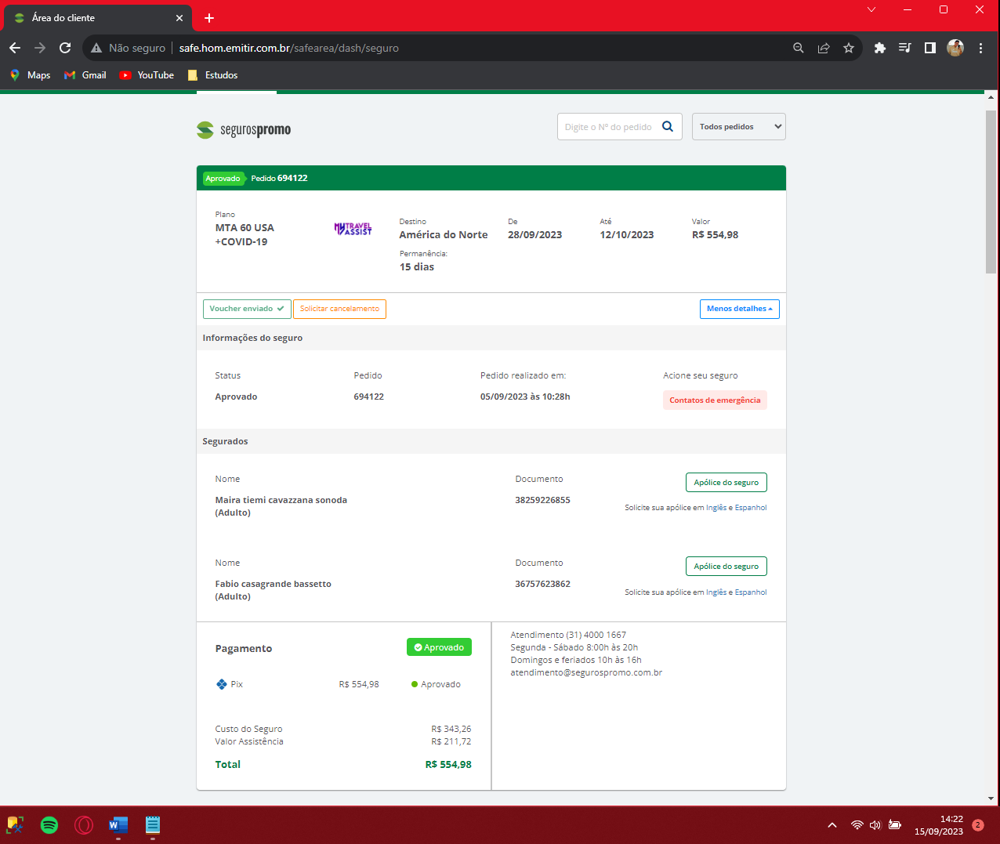 Área do cliente
Não seguro safe.hom.emitir.com.br/safearea/dash/seguro
Maps Gmail YouTube Estudos
segurospromo
Digite o Nº do pedido
Todos pedidos
Aprovado Pedido 694122
Plano
MTA 60 USA
+COVID-19
MY TRAVEL
ASSIST
Destino
América do Norte
Permanência:
15 dias
De
28/09/2023
Até
12/10/2023
Valor
R$ 554,98
Voucher enviado Solicitar cancelamento Menos detalhes
Informações do seguro
Status Pedido Pedido realizado em: Acione seu seguro
Aprovado 694122 05/09/2023 às 10:28h Contatos de emergência
Segurados
Nome Documento Apólice do seguro
Maira tiemi cavazzana sonoda 38259226855
(Adulto)
Solicite sua apólice em Inglês e Espanhol
Nome Documento Apólice do seguro
Fabio casagrande bassetto 36757623862
(Adulto)
Solicite sua apólice em Inglês e Espanhol
Pagamento Aprovado
Pix R$ 554,98 Aprovado
Custo do Seguro R$ 343,26
Valor Assistência R$ 211,72
Total R$ 554,98
Atendimento (31) 4000 1667
Segunda - Sábado 8:00h às 20h
Domingos e feriados 10h às 16h
atendimento@segurospromo.com.br
W
14:22
15/09/2023
2